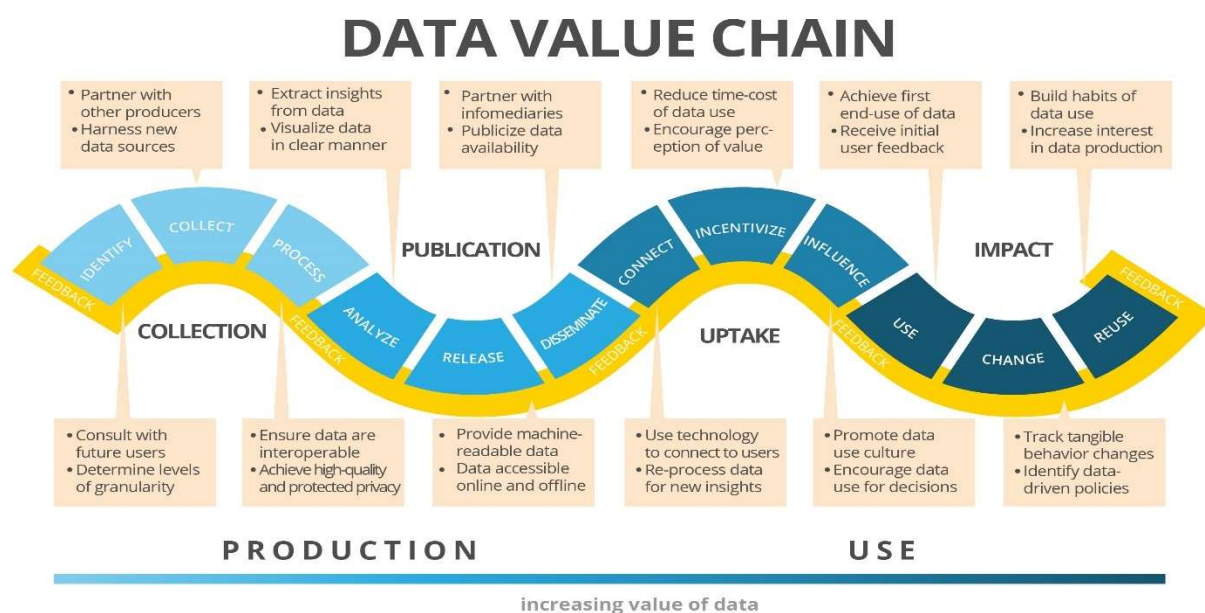 DATA VALUE CHAIN
• Partner with
other producers
• Harness new
data sources
• Extract insights
from data
• Visualize data
in clear manner
• Partner with
infomediaries
• Publicize data
availability
• Reduce time-cost
of data use
• Encourage perc-
eption of value
• Achieve first
end-use of data
• Receive initial
user feedback
• Build habits of
data use
• Increase interest
in data production
IDENTIFY
COLLECT
PROCESS
ANALYZE
RELEASE
DISSEMINATE
CONNECT
INCENTIVIZE
INFLUENCE
USE
CHANGE
REUSE
FEEDBACK
FEEDBACK
FEEDBACK
FEEDBACK
FEEDBACK
COLLECTION
PUBLICATION
UPTAKE
IMPACT
• Consult with
future users
• Determine levels
of granularity
• Ensure data are
interoperable
• Achieve high-quality
and protected privacy
• Provide machine-
readable data
• Data accessible
online and offline
• Use technology
to connect to users
• Re-process data
for new insights
• Promote data
use culture
• Encourage data
use for decisions
• Track tangible
behavior changes
• Identify data-
driven policies
PRODUCTION
USE
increasing value of data